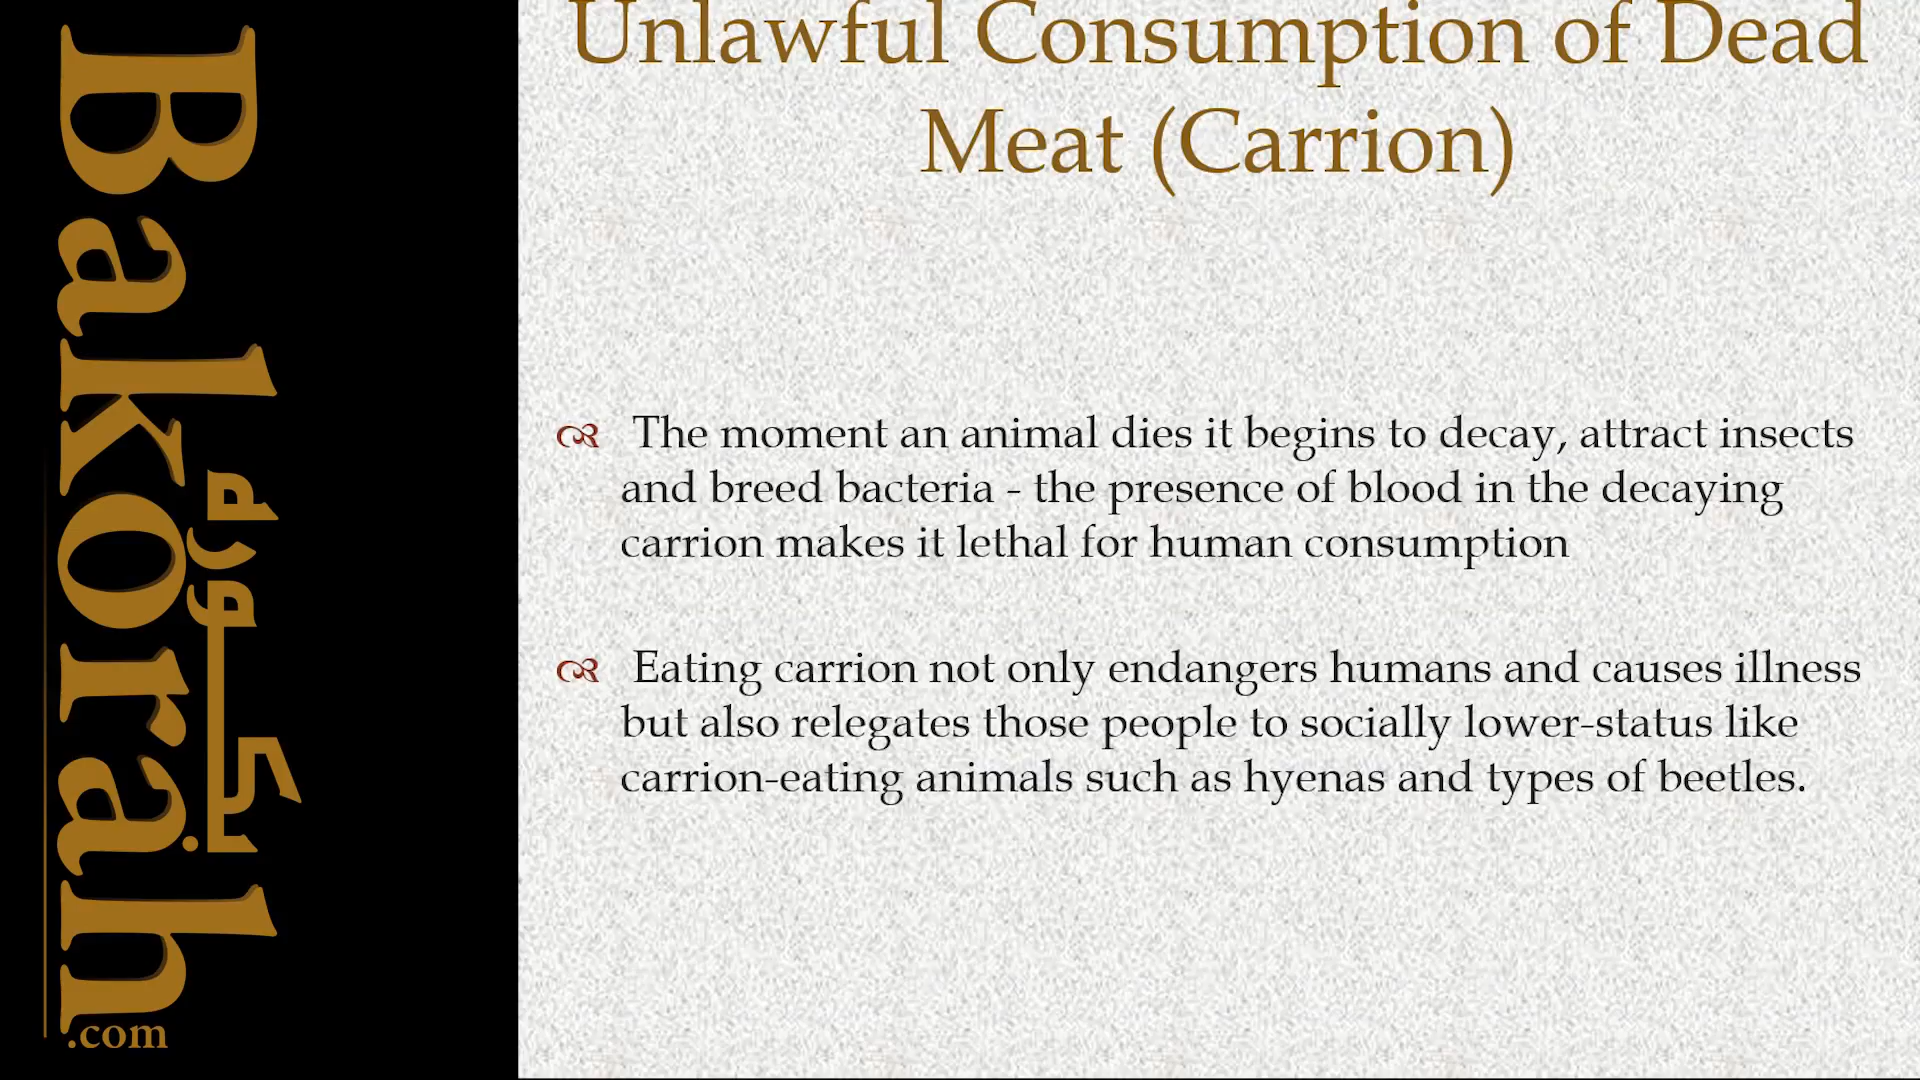 Bakorah
باکوره
.com
Unlawful Consumption of Dead
Meat (Carrion)
The moment an animal dies it begins to decay, attract insects
and breed bacteria - the presence of blood in the decaying
carrion makes it lethal for human consumption
Eating carrion not only endangers humans and causes illness
but also relegates those people to socially lower-status like
carrion-eating animals such as hyenas and types of beetles.